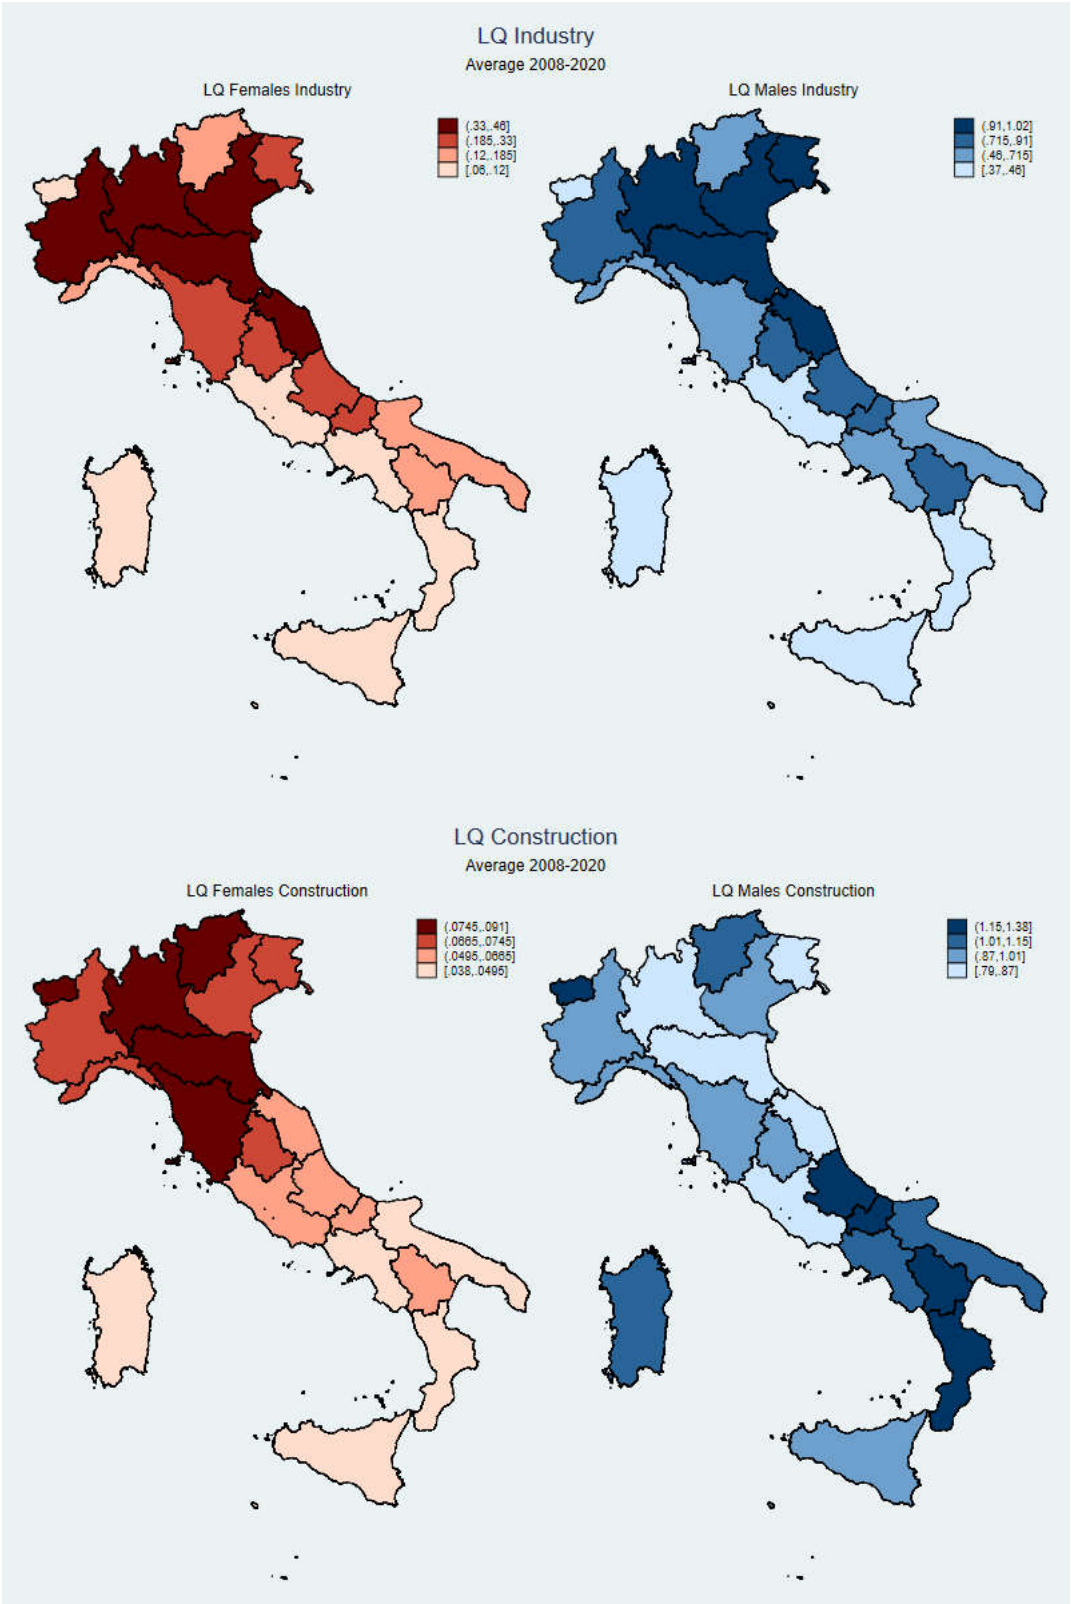 LQ Industry
Average 2008-2020
LQ Females Industry
(.33,.46]
(.185,.33]
(.12,.185]
[.06,.12]
LQ Males Industry
(.91,1.02]
(.715,.91]
(.46,.715]
[.37,.46]
LQ Construction
Average 2008-2020
LQ Females Construction
(.0745,.091]
(.0665,.0745]
(.0495,.0665]
[.038,.0495]
LQ Males Construction
(1.15,1.38]
(1.01,1.15]
(.87,1.01]
[.79,.87]